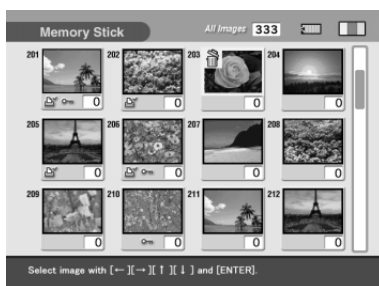 Memory Stick All Images 333
201 202 203 204
0 0 0 0
205 206 207 208
0 0 0 0
209 210 211 212
0 0 0 0
Select image with [←][→][↑][↓] and [ENTER].